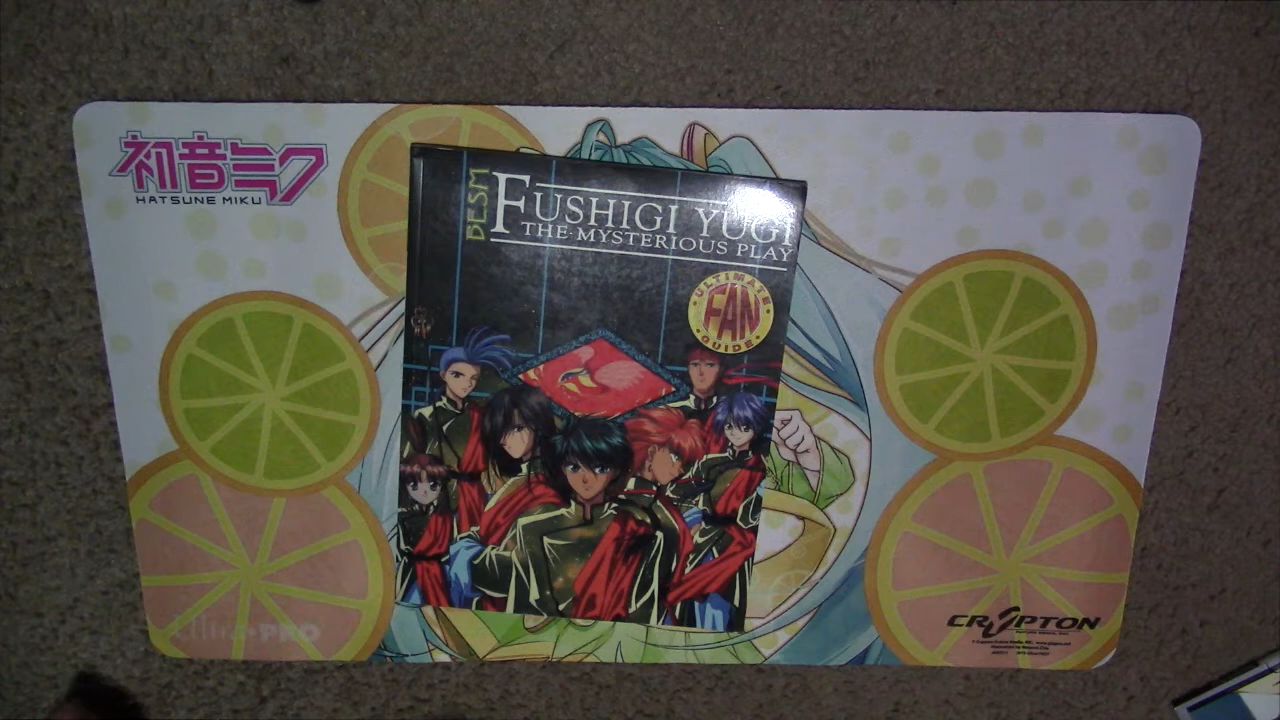 初音ミク
HATSUNE MIKU
BESM
FUSHIGI YUGI
THE MYSTERIOUS PLAY
ULTIMATE
FAN
GUIDE
Ultra•PRO
CRYPTON